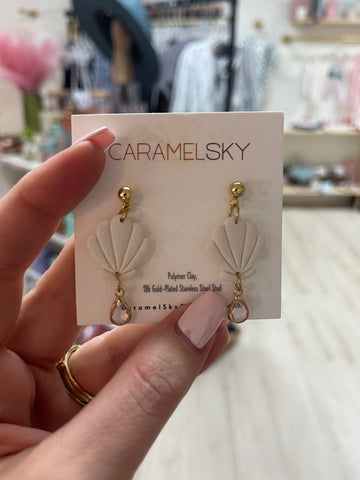 CARAMELSKY
Polymer Clay,
18k Gold-Plated Stainless Steel Stud